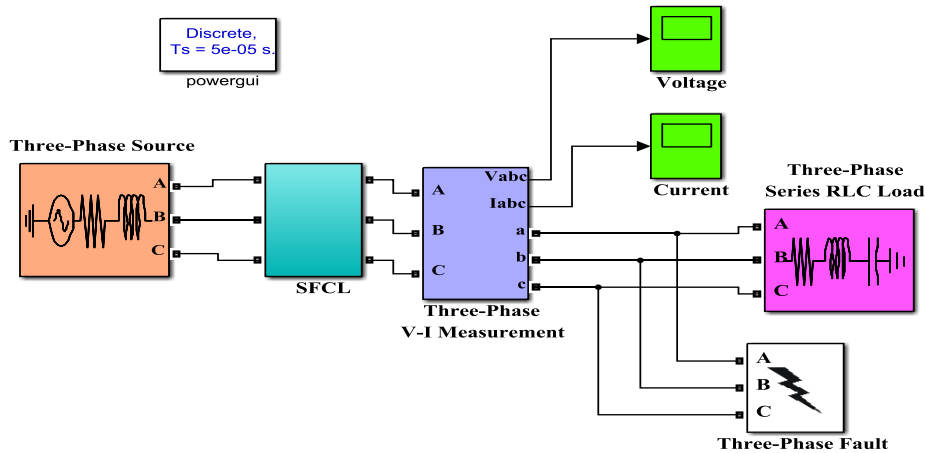 Discrete,
Ts = 5e-05 s.
powergui
Voltage
Three-Phase Source
Current
Three-Phase
Series RLC Load
A
B
C
SFCL
A
B
C
Vabc
Iabc
a
b
c
Three-Phase
V-I Measurement
A
B
C
A
B
C
Three-Phase Fault